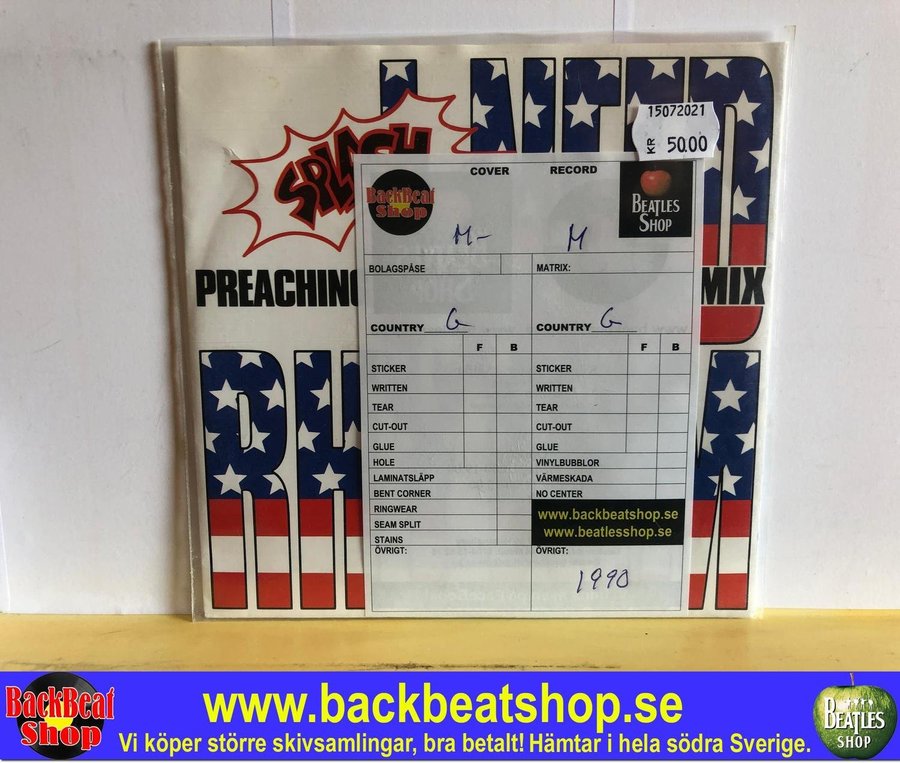 I NEED
15072021
KR 50.00
SPLASH
COVER RECORD
BackBeat
Shop
BEATLES
SHOP
M- M
BOLAGSPÅSE MATRIX:
PREACHING MIX
COUNTRY G COUNTRY G
F B F B
STICKER STICKER
WRITTEN WRITTEN
TEAR TEAR
CUT-OUT CUT-OUT
GLUE GLUE
HOLE VINYLBUBBLOR
LAMINATSLÄPP VÄRMESKADA
BENT CORNER NO CENTER
RINGWEAR
SEAM SPLIT
STAINS
www.backbeatshop.se
www.beatlesshop.se
ÖVRIGT: ÖVRIGT:
1990
BackBeat
Shop
www.backbeatshop.se
Vi köper större skivsamlingar, bra betalt! Hämtar i hela södra Sverige.
BEATLES
SHOP